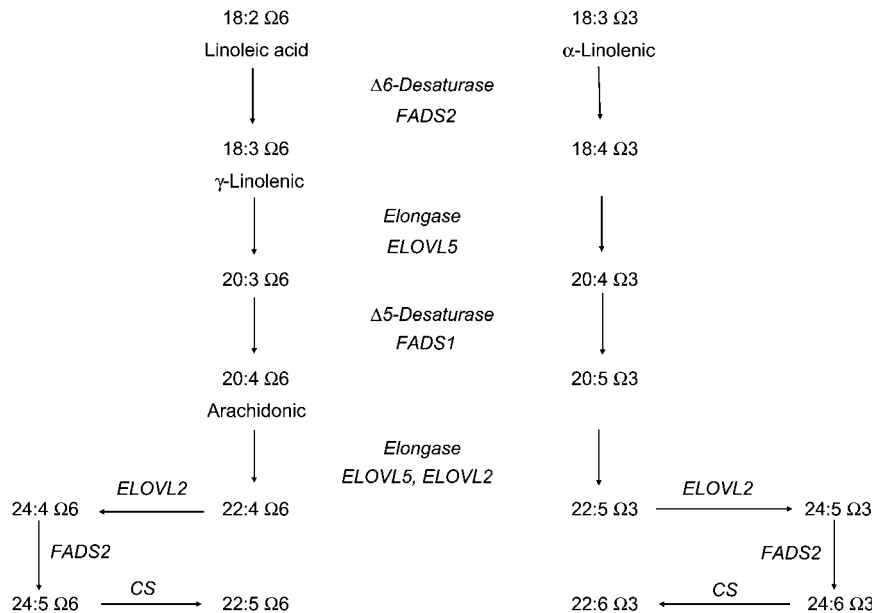 18:2 Ω6
18:3 Ω3
Linoleic acid
α-Linolenic
Δ6-Desaturase
FADS2
18:3 Ω6
18:4 Ω3
γ-Linolenic
Elongase
ELOVL5
20:3 Ω6
20:4 Ω3
Δ5-Desaturase
FADS1
20:4 Ω6
20:5 Ω3
Arachidonic
Elongase
ELOVL5, ELOVL2
ELOVL2
ELOVL2
24:4 Ω6
22:4 Ω6
22:5 Ω3
24:5 Ω3
FADS2
FADS2
CS
CS
24:5 Ω6
22:5 Ω6
22:6 Ω3
24:6 Ω3